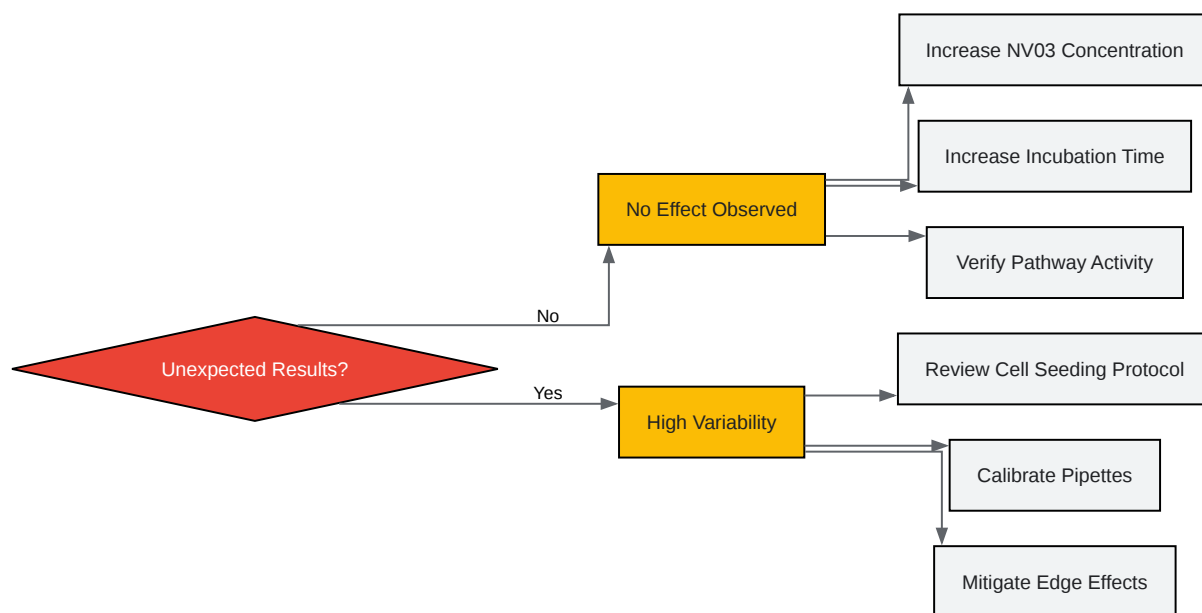 Increase NV03 Concentration
Increase Incubation Time
No Effect Observed
Verify Pathway Activity
No
Unexpected Results?
Yes
Review Cell Seeding Protocol
High Variability
Calibrate Pipettes
Mitigate Edge Effects